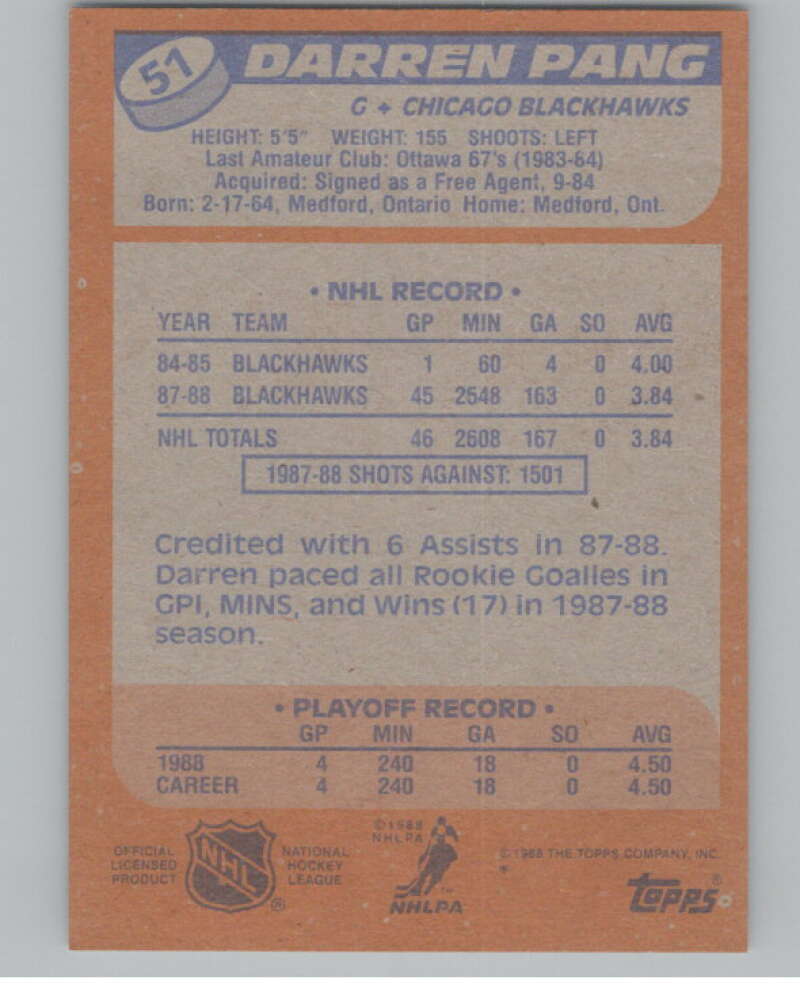 51 DARREN PANG
G ✦ CHICAGO BLACKHAWKS
HEIGHT: 5'5" WEIGHT: 155 SHOOTS: LEFT
Last Amateur Club: Ottawa 67's (1983-84)
Acquired: Signed as a Free Agent, 9-84
Born: 2-17-64, Medford, Ontario Home: Medford, Ont.
• NHL RECORD •
YEAR TEAM GP MIN GA SO AVG
84-85 BLACKHAWKS 1 60 4 0 4.00
87-88 BLACKHAWKS 45 2548 163 0 3.84
NHL TOTALS 46 2608 167 0 3.84
1987-88 SHOTS AGAINST: 1501
Credited with 6 Assists in 87-88.
Darren paced all Rookie Goalies in
GPI, MINS, and Wins (17) in 1987-88
season.
• PLAYOFF RECORD •
GP MIN GA SO AVG
1988 4 240 18 0 4.50
CAREER 4 240 18 0 4.50
OFFICIAL
LICENSED
PRODUCT
NHL
®
NATIONAL
HOCKEY
LEAGUE
© 1988
NHLPA
™
NHLPA
© 1988 THE TOPPS COMPANY, INC.
*
topps®